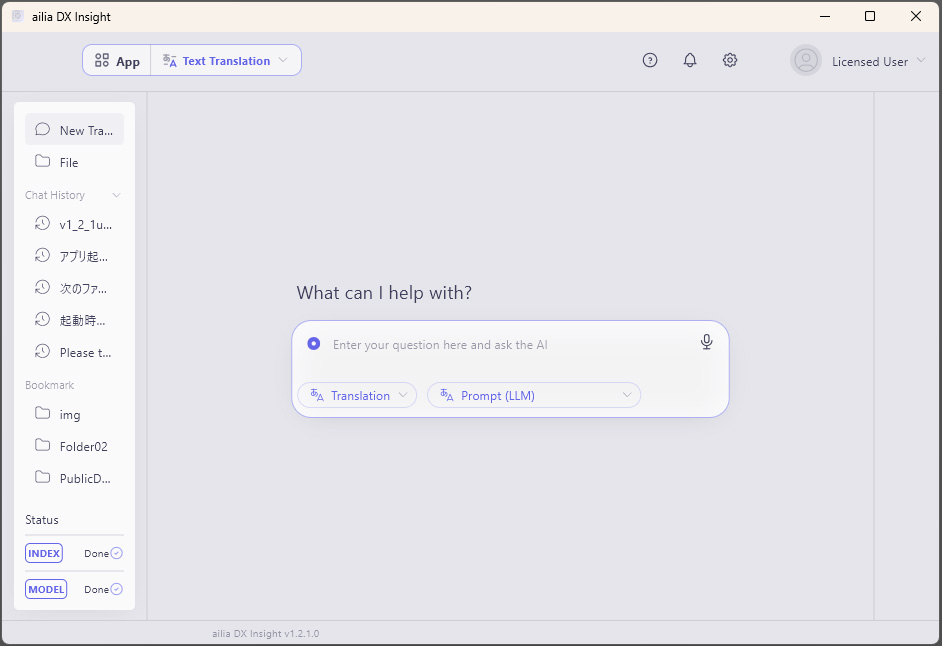 ailia DX Insight
App
Text Translation
Licensed User
New Tra...
File
Chat History
v1_2_1u...
アプリ起...
次のファ...
起動時...
Please t...
Bookmark
img
Folder02
PublicD...
Status
INDEX Done
MODEL Done
What can I help with?
Enter your question here and ask the AI
Translation
Prompt (LLM)
ailia DX Insight v1.2.1.0